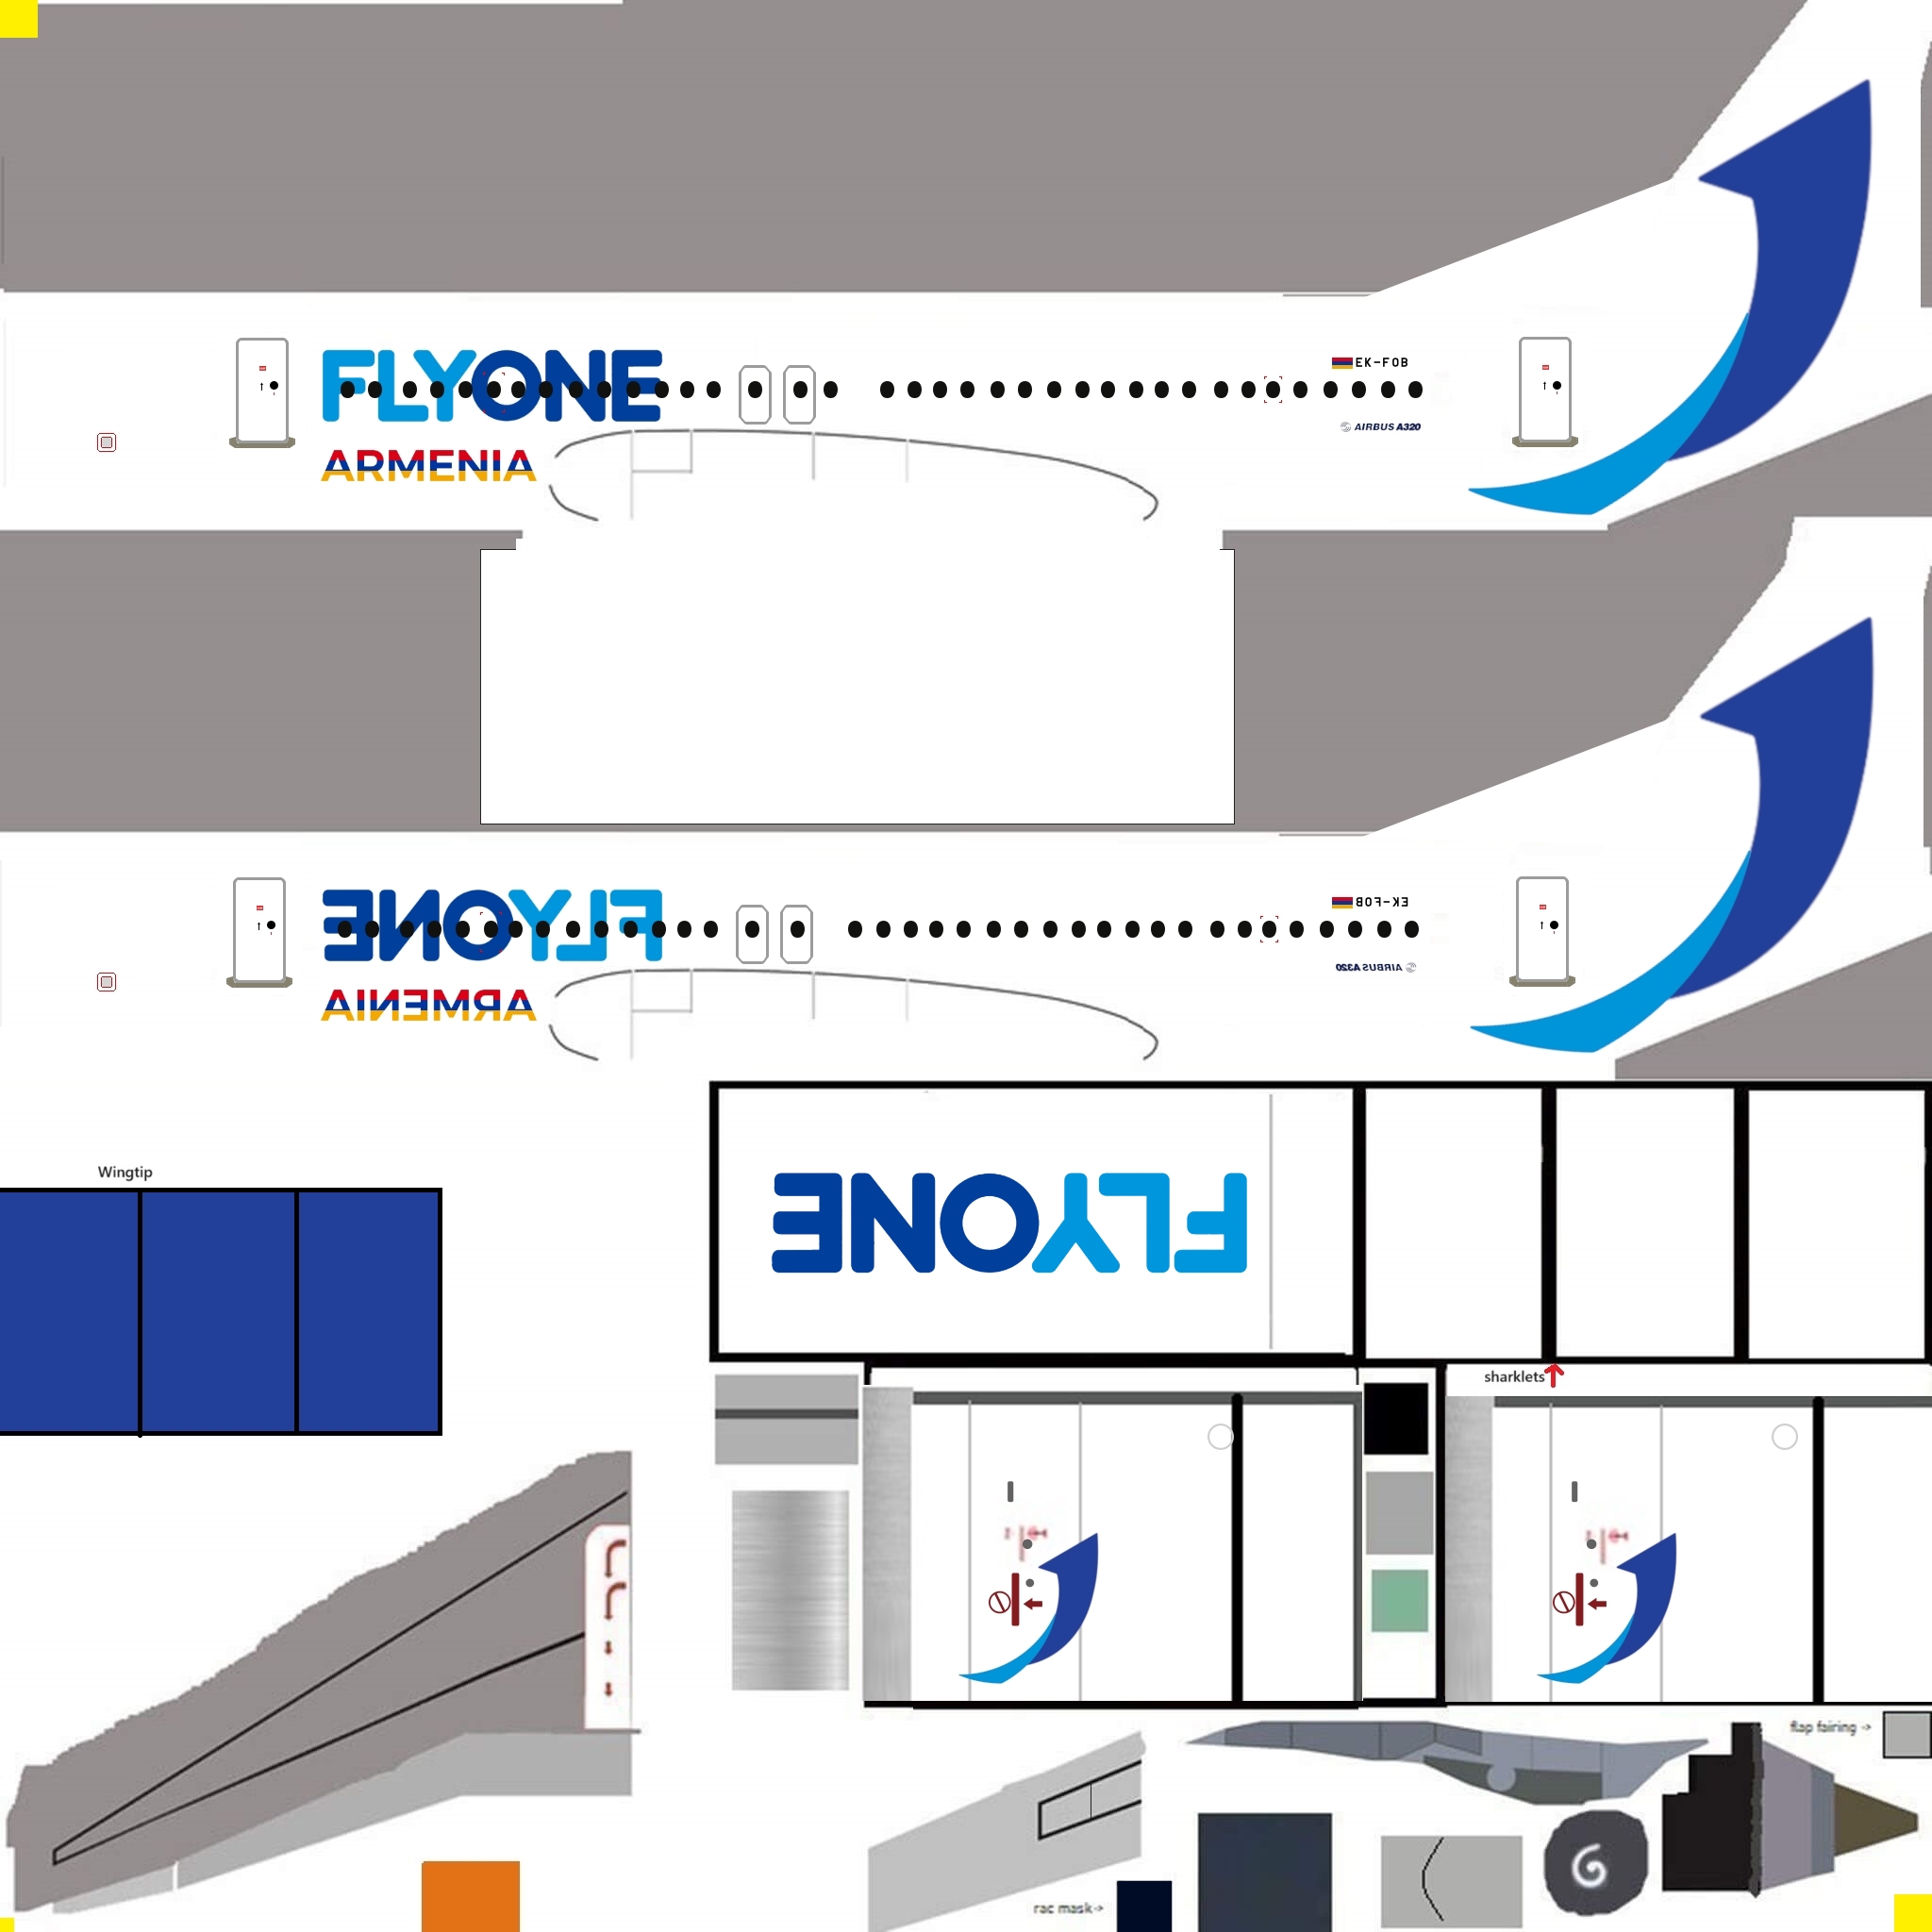 FLYONE
EK-FOB
AIRBUS A320
ARMENIA
FLYONE
EK-FOB
AIRBUS A320
ARMENIA
Wingtip
FLYONE
sharklets
flap fairing ->
rac mask->